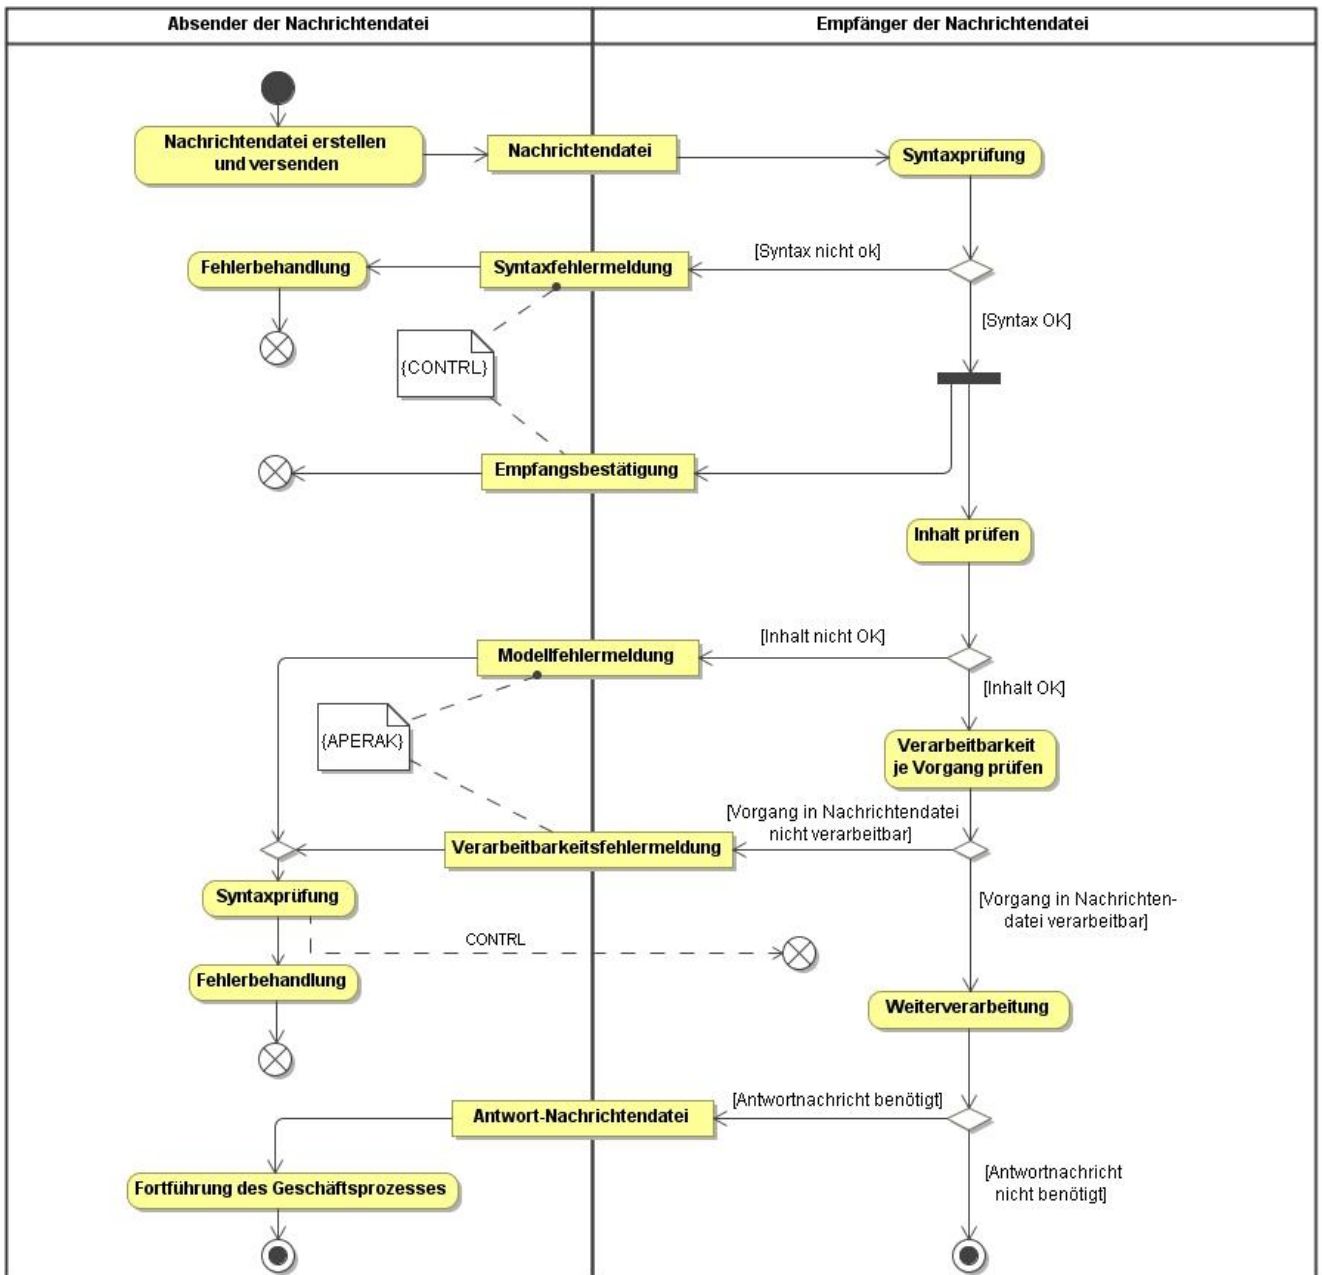 Absender der Nachrichtendatei
Empfänger der Nachrichtendatei
Nachrichtendatei erstellen
und versenden
Nachrichtendatei
Syntaxprüfung
[Syntax nicht ok]
Fehlerbehandlung
Syntaxfehlermeldung
[Syntax OK]
{CONTRL}
Empfangsbestätigung
Inhalt prüfen
[Inhalt nicht OK]
Modellfehlermeldung
[Inhalt OK]
{APERAK}
Verarbeitbarkeit
je Vorgang prüfen
[Vorgang in Nachrichtendatei
nicht verarbeitbar]
Verarbeitbarkeitsfehlermeldung
Syntaxprüfung
[Vorgang in Nachrichten-
datei verarbeitbar]
CONTRL
Fehlerbehandlung
Weiterverarbeitung
[Antwortnachricht benötigt]
Antwort-Nachrichtendatei
[Antwortnachricht
nicht benötigt]
Fortführung des Geschäftsprozesses